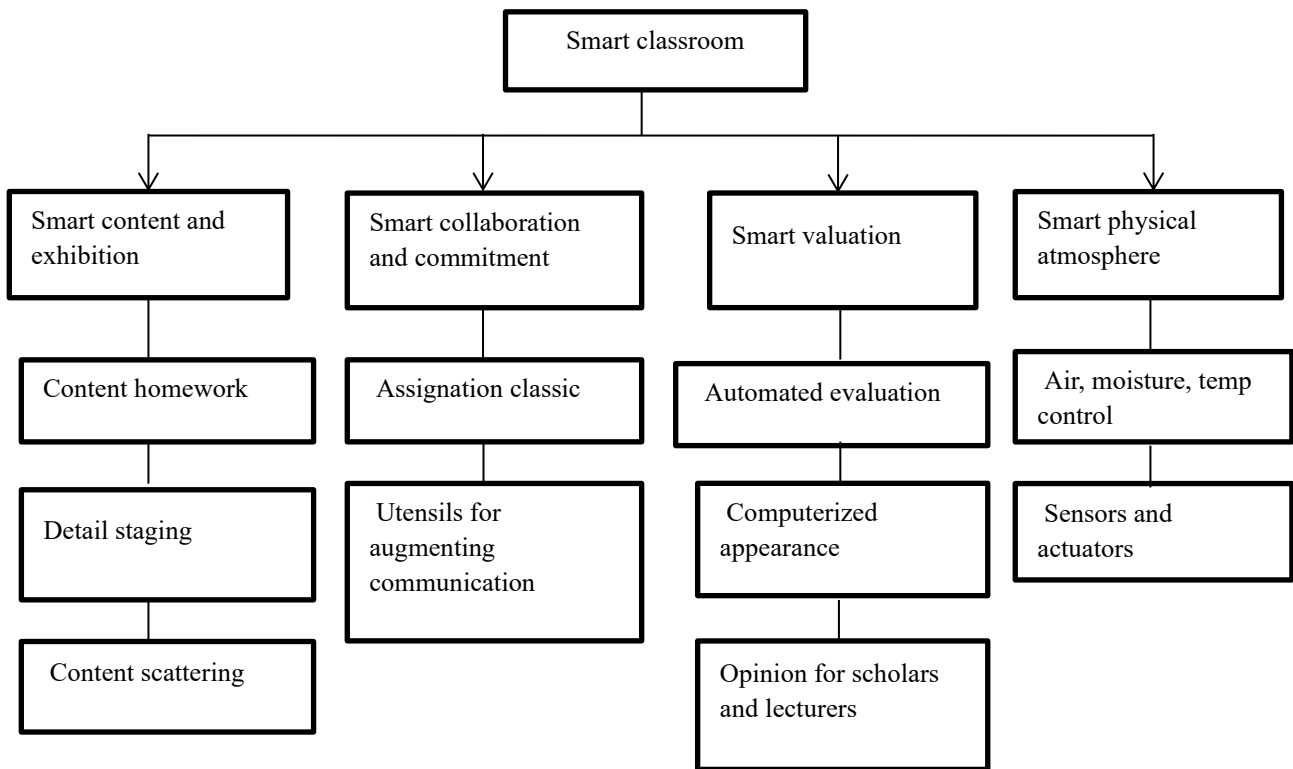 Smart classroom
Smart content and
exhibition
Smart collaboration
and commitment
Smart valuation
Smart physical
atmosphere
Content homework
Assignation classic
Automated evaluation
Air, moisture, temp
control
Detail staging
Utensils for
augmenting
communication
Computerized
appearance
Sensors and
actuators
Content scattering
Opinion for scholars
and lecturers